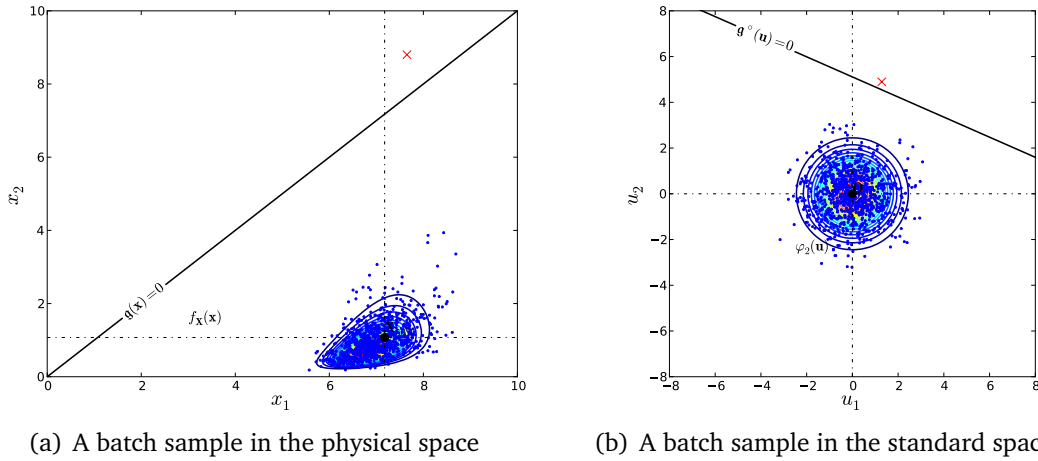 10
8
6
4
2
0
x₂
g(x)=0
f_X(x)
0 2 4 6 8 10
x₁
(a) A batch sample in the physical space
8
6
4
2
0
−2
−4
−6
−8
u₂
g°(u)=0
φ₂(u)
−8 −6 −4 −2 0 2 4 6 8
u₁
(b) A batch sample in the standard spac